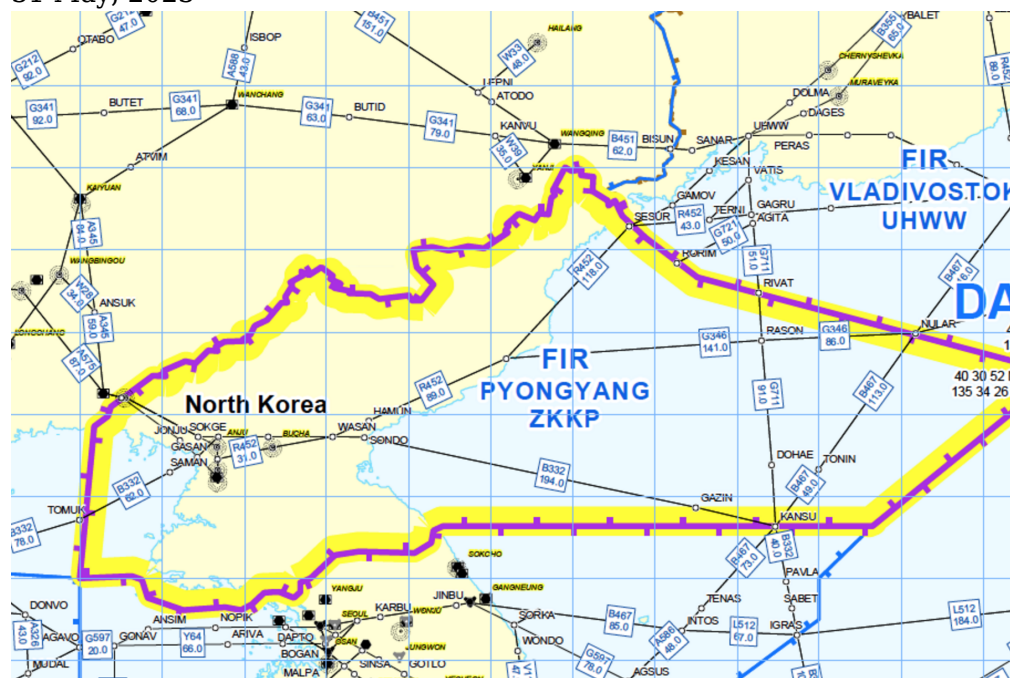 31 May, 2023
OTABO
G212
47.0
ISBOP
A588
43.0
B451
151.0
HAILANG
W33
48.0
BALET
B355
65.0
CHERNYSHEVKA
MURAVEYKA
R452
89.0
G212
92.0
WANCHANG
ATODO
DOLMA
DAGES
G341
92.0
BUTET
G341
68.0
G341
63.0
BUTID
G341
79.0
KANVU
WANGQING
B451
62.0
BISUN
SANAR
UHWW
PERAS
W39
35.0
YANJI
ATVIM
KESAN
VATIS
FIR
VLADIVOSTOK
UHWW
KAIYUAN
A345
84.0
GAMOV
SESUR
R452
43.0
TERNI
GAGRU
AGITA
G721
50.0
RORIM
G711
51.0
RIVAT
WANGBINGOU
W26
34.0
ANSUK
A345
59.0
R452
118.0
B467
DA
NULAR
RASON
G346
141.0
G346
86.0
A575
87.0
FIR
PYONGYANG
ZKKP
R452
89.0
G711
91.0
B467
113.0
40 30 52
135 34 26
North Korea
HAMUN
JONJU
SOKGE
ANJU
BUCHA
WASAN
SONDO
GASAN
R452
31.0
SAMAN
B332
62.0
B332
194.0
DOHAE
TONIN
B467
49.0
TOMUK
GAZIN
KANSU
B332
78.0
B332
40.0
B467
73.0
SOKCHO
PAVLA
YANGJU
JINBU
GANGNEUNG
TENAS
SABET
DONVO
ANSIM
NOPIK
SEOUL
KARBU
WONJU
SORKA
B467
85.0
INTOS
L512
67.0
IGRAS
L512
184.0
A326
43.0
AGAVO
G597
20.0
GONAV
Y64
66.0
ARIVA
DAPTO
OSAN
BOGAN
JUNGWON
WONDO
A586
48.0
MUDAL
MALPA
SINSA
GOTLO
G597
78.0
AGSUS